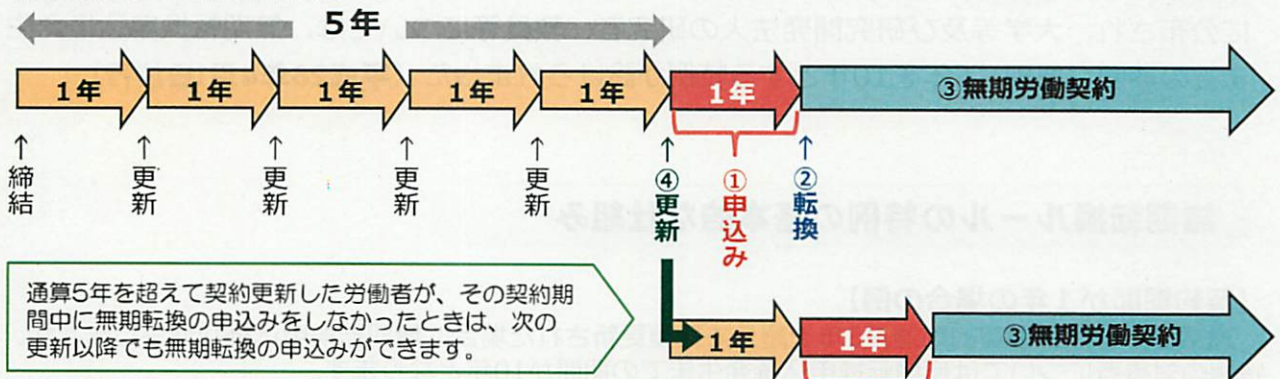 5年
1年
1年
1年
1年
1年
1年
③無期労働契約
↑締結
↑更新
↑更新
↑更新
↑更新
↑④更新
①申込み
↑②転換
通算5年を超えて契約更新した労働者が、その契約期
間中に無期転換の申込みをしなかったときは、次の
更新以降でも無期転換の申込みができます。
1年
1年
③無期労働契約